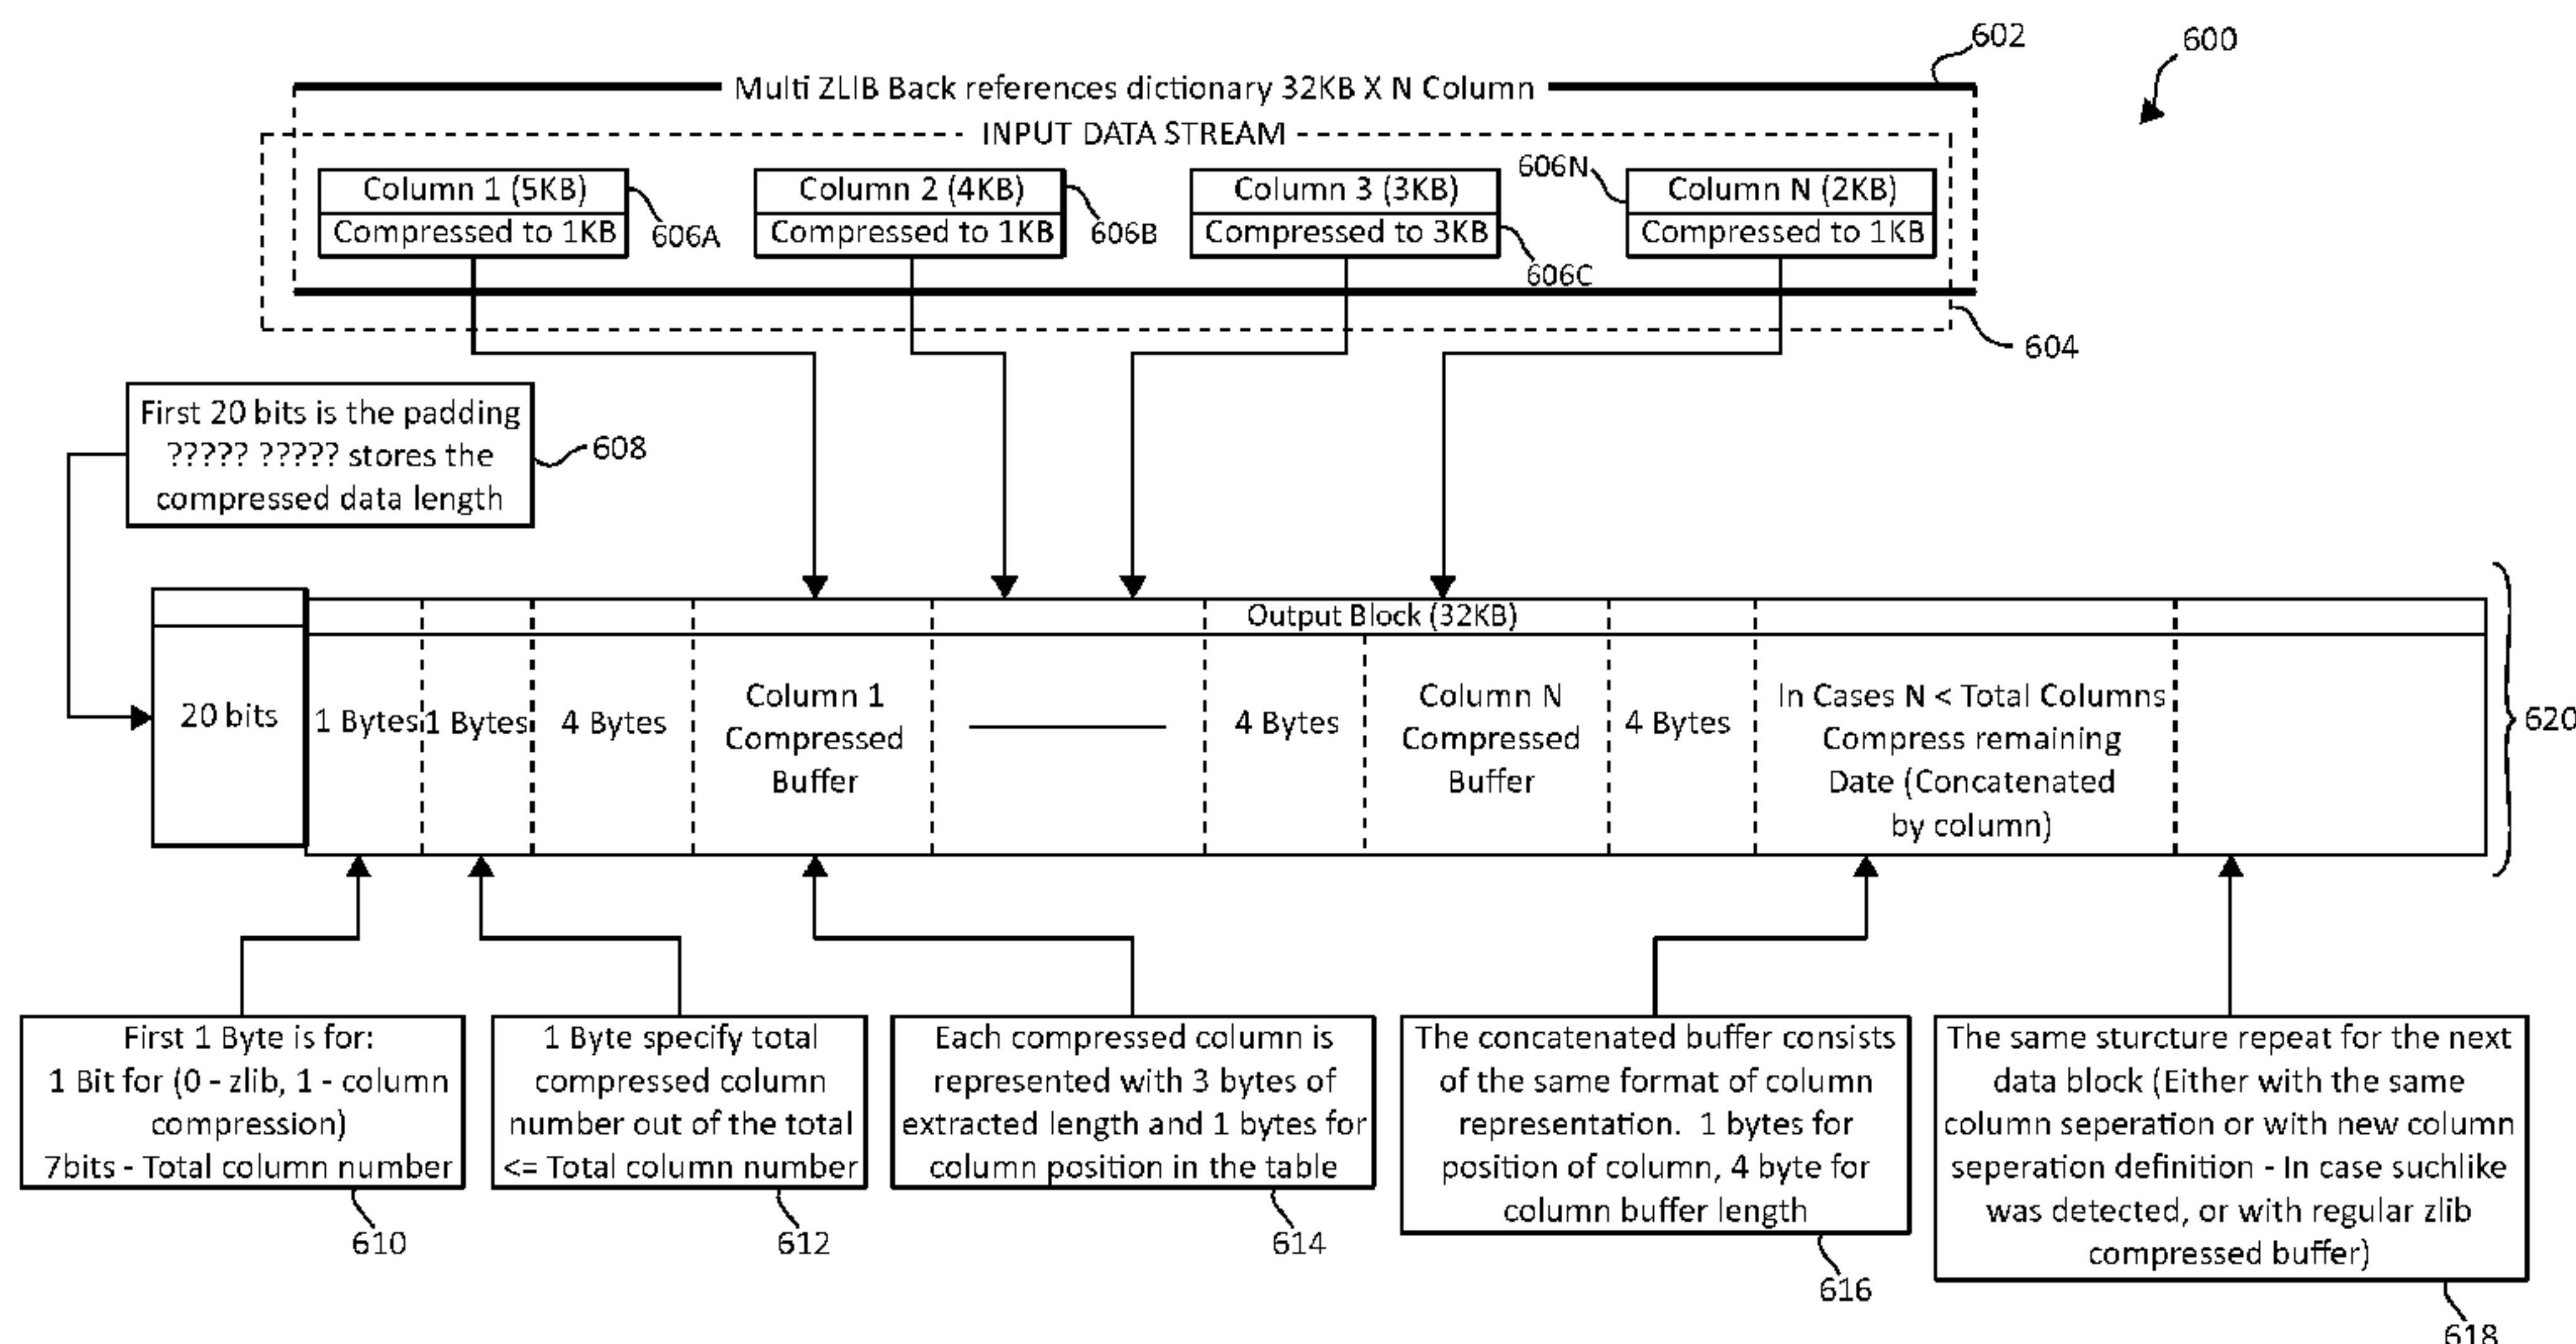 602
600
Multi ZLIB Back references dictionary 32KB X N Column
INPUT DATA STREAM
Column 1 (5KB)
Compressed to 1KB
606A
Column 2 (4KB)
Compressed to 1KB
606B
Column 3 (3KB)
Compressed to 3KB
606C
606N
Column N (2KB)
Compressed to 1KB
604
First 20 bits is the padding
????? ????? stores the
compressed data length
608
Output Block (32KB)
20 bits
1 Bytes
1 Bytes
4 Bytes
Column 1
Compressed
Buffer
4 Bytes
Column N
Compressed
Buffer
4 Bytes
In Cases N < Total Columns
Compress remaining
Date (Concatenated
by column)
620
First 1 Byte is for:
1 Bit for (0 - zlib, 1 - column
compression)
7bits - Total column number
610
1 Byte specify total
compressed column
number out of the total
<= Total column number
612
Each compressed column is
represented with 3 bytes of
extracted length and 1 bytes for
column position in the table
614
The concatenated buffer consists
of the same format of column
representation. 1 bytes for
position of column, 4 byte for
column buffer length
616
The same sturcture repeat for the next
data block (Either with the same
column seperation or with new column
seperation definition - In case suchlike
was detected, or with regular zlib
compressed buffer)
618